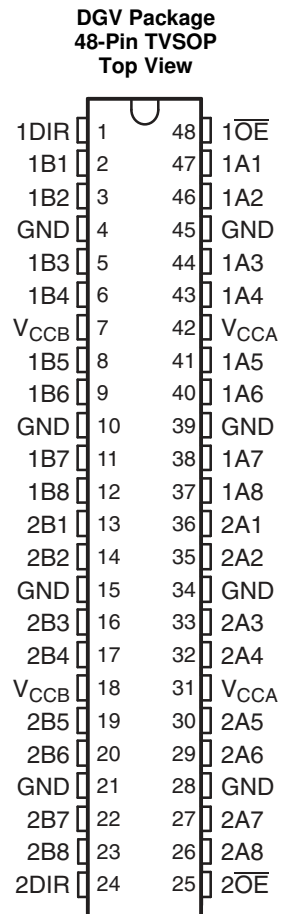 DGV Package
48-Pin TVSOP
Top View
1DIR 1 48 1O̅E̅
1B1 2 47 1A1
1B2 3 46 1A2
GND 4 45 GND
1B3 5 44 1A3
1B4 6 43 1A4
VCCB 7 42 VCCA
1B5 8 41 1A5
1B6 9 40 1A6
GND 10 39 GND
1B7 11 38 1A7
1B8 12 37 1A8
2B1 13 36 2A1
2B2 14 35 2A2
GND 15 34 GND
2B3 16 33 2A3
2B4 17 32 2A4
VCCB 18 31 VCCA
2B5 19 30 2A5
2B6 20 29 2A6
GND 21 28 GND
2B7 22 27 2A7
2B8 23 26 2A8
2DIR 24 25 2O̅E̅